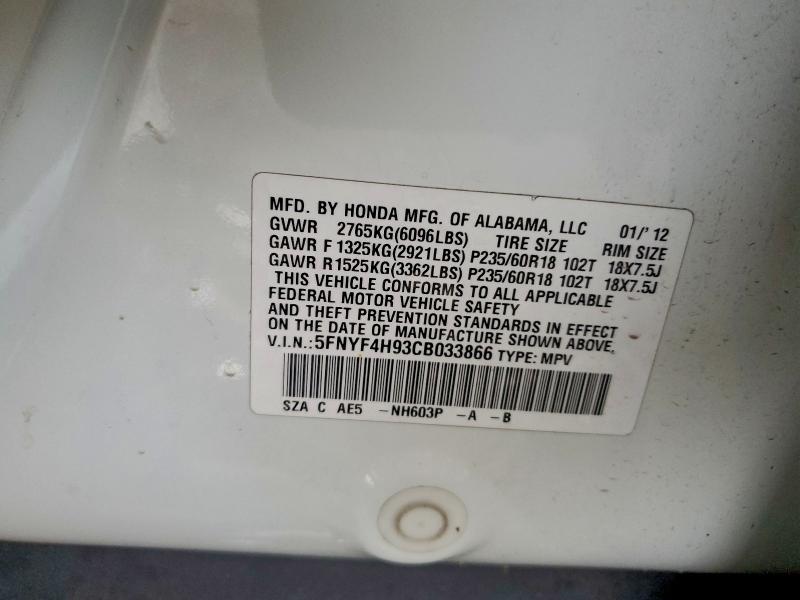 MFD. BY HONDA MFG. OF ALABAMA, LLC 01/'12
GVWR 2765KG(6096LBS) TIRE SIZE RIM SIZE
GAWR F 1325KG(2921LBS) P235/60R18 102T 18X7.5J
GAWR R1525KG(3362LBS) P235/60R18 102T 18X7.5J
THIS VEHICLE CONFORMS TO ALL APPLICABLE
FEDERAL MOTOR VEHICLE SAFETY
AND THEFT PREVENTION STANDARDS IN EFFECT
ON THE DATE OF MANUFACTURE SHOWN ABOVE.
V.I.N.:5FNYF4H93CB033866 TYPE: MPV
SZA C AE5 -NH603P -A -B